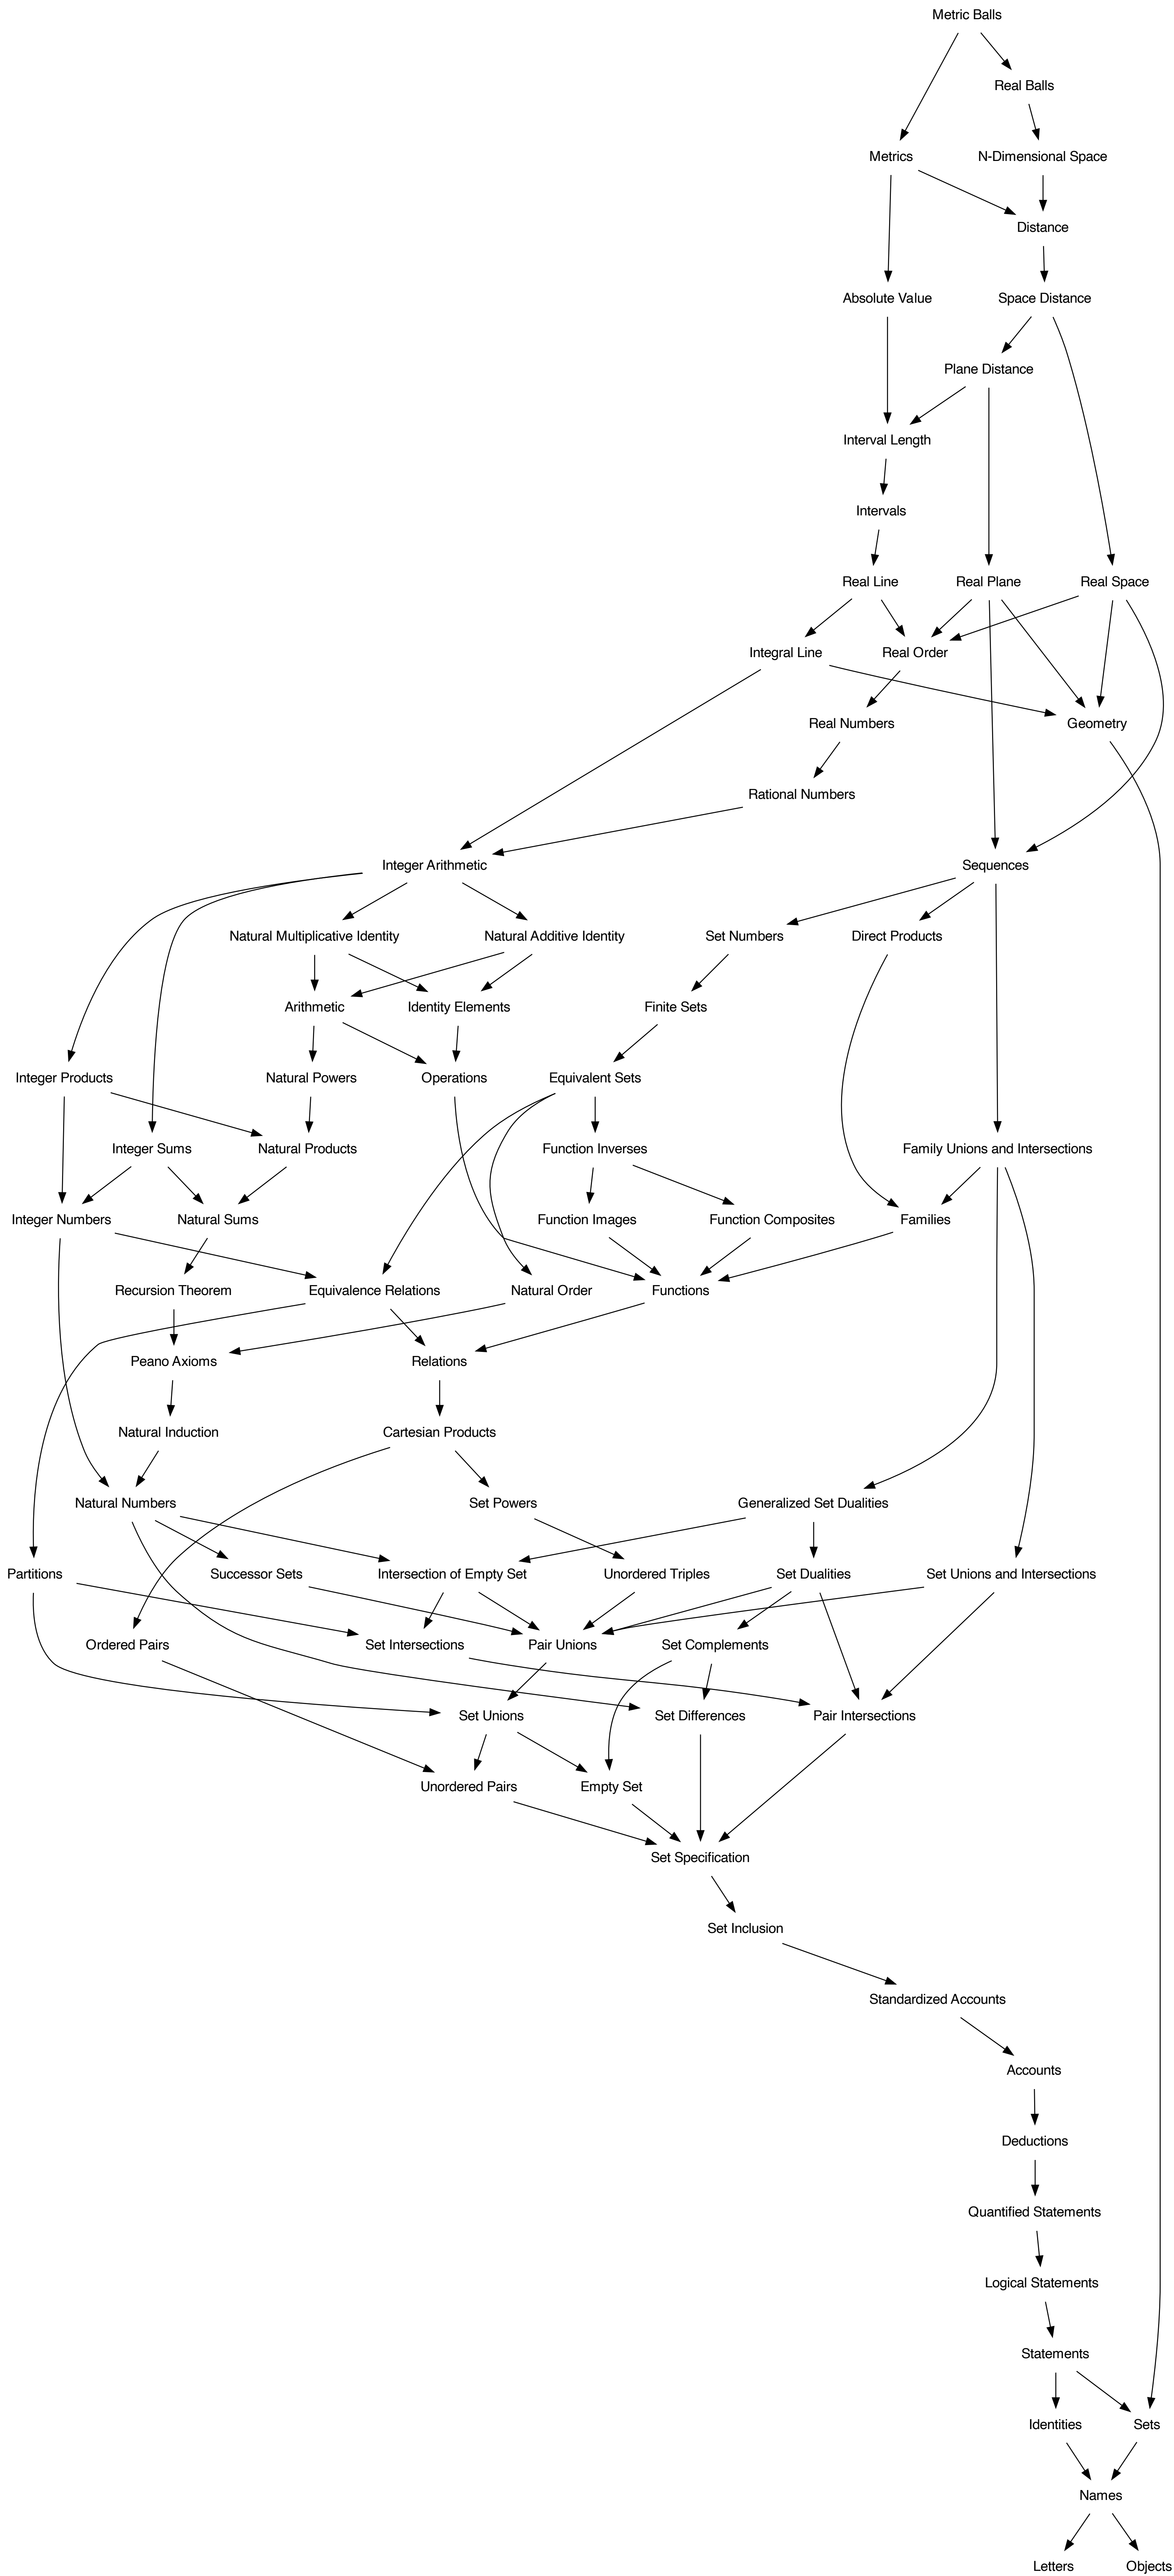 Metric Balls
Real Balls
Metrics
N-Dimensional Space
Distance
Absolute Value
Space Distance
Plane Distance
Interval Length
Intervals
Real Line
Real Plane
Real Space
Integral Line
Real Order
Real Numbers
Geometry
Rational Numbers
Integer Arithmetic
Sequences
Natural Multiplicative Identity
Natural Additive Identity
Set Numbers
Direct Products
Arithmetic
Identity Elements
Finite Sets
Integer Products
Natural Powers
Operations
Equivalent Sets
Integer Sums
Natural Products
Function Inverses
Family Unions and Intersections
Integer Numbers
Natural Sums
Function Images
Function Composites
Families
Recursion Theorem
Equivalence Relations
Natural Order
Functions
Peano Axioms
Relations
Natural Induction
Cartesian Products
Natural Numbers
Set Powers
Generalized Set Dualities
Partitions
Successor Sets
Intersection of Empty Set
Unordered Triples
Set Dualities
Set Unions and Intersections
Ordered Pairs
Set Intersections
Pair Unions
Set Complements
Set Unions
Set Differences
Pair Intersections
Unordered Pairs
Empty Set
Set Specification
Set Inclusion
Standardized Accounts
Accounts
Deductions
Quantified Statements
Logical Statements
Statements
Identities
Sets
Names
Letters
Objects